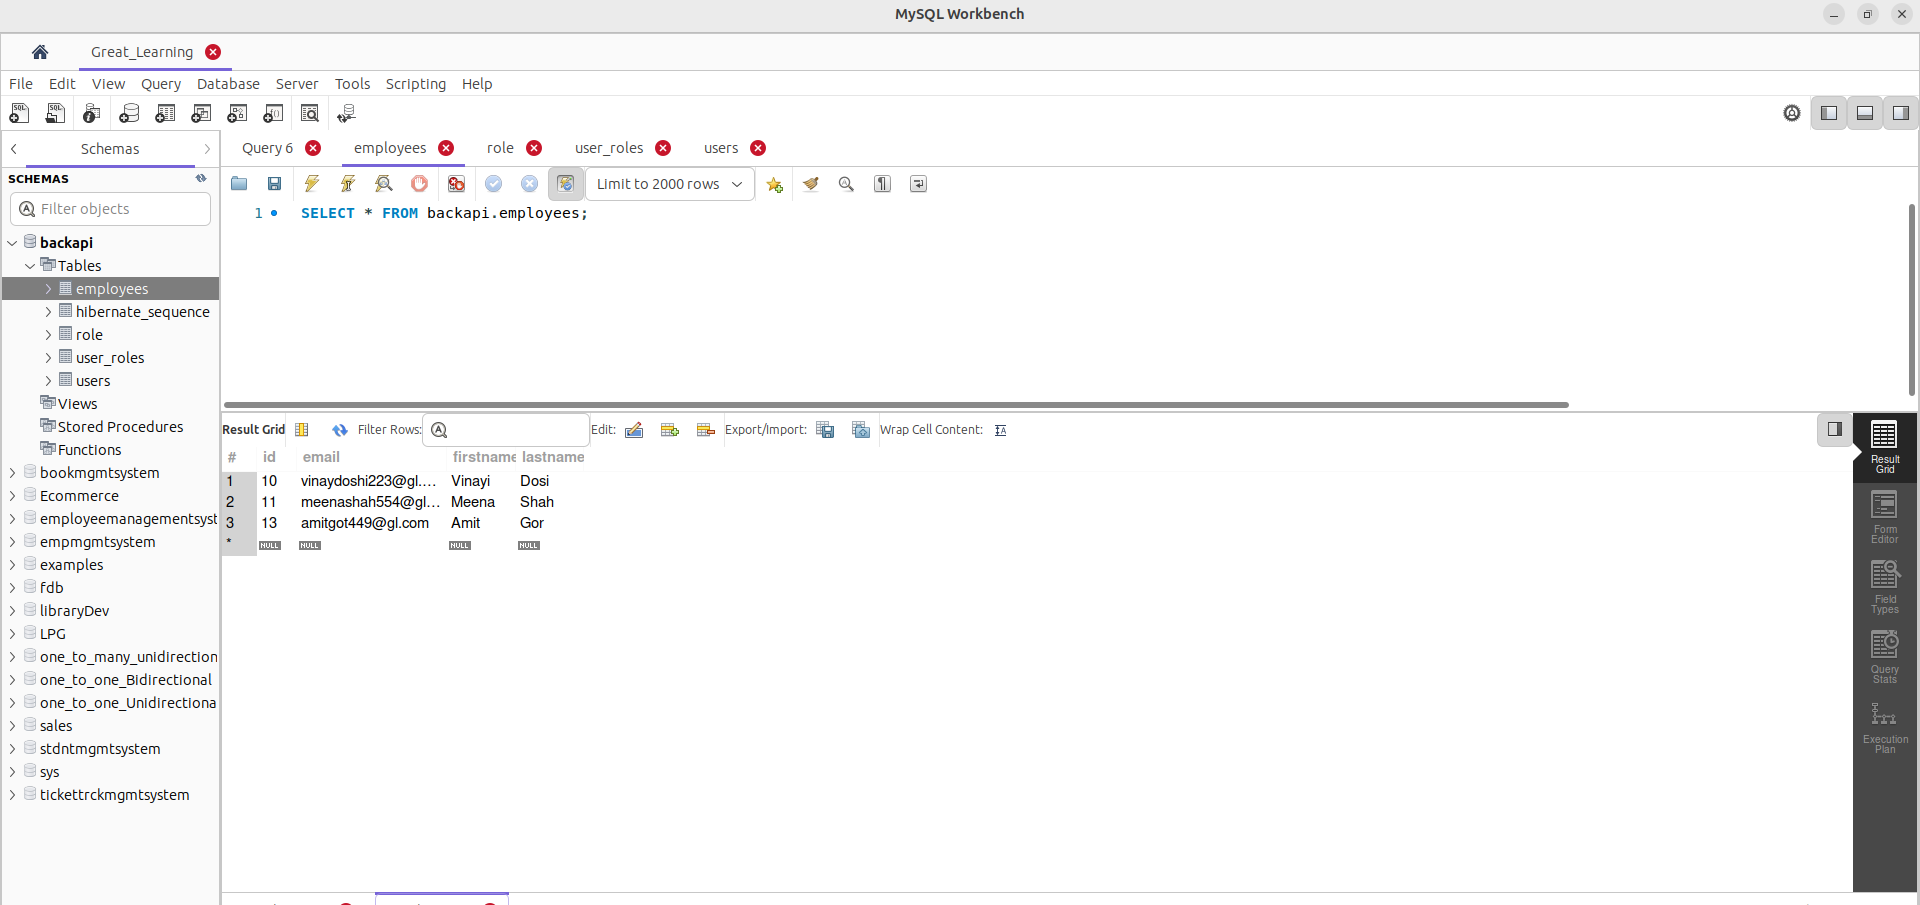 MySQL Workbench
Great_Learning
File Edit View Query Database Server Tools Scripting Help
Schemas
Query 6 employees role user_roles users
SCHEMAS
Limit to 2000 rows
Filter objects
1 SELECT * FROM backapi.employees;
backapi
Tables
employees
hibernate_sequence
role
user_roles
users
Views
Stored Procedures
Functions
bookmgmtsystem
Ecommerce
employeemanagementsyst
empmgmtsystem
examples
fdb
libraryDev
LPG
one_to_many_unidirection
one_to_one_Bidirectional
one_to_one_Unidirectiona
sales
stdntmgmtsystem
sys
tickettrckmgmtsystem
Result Grid Filter Rows: Edit: Export/Import: Wrap Cell Content:
# id email firstname lastname
1 10 vinaydoshi223@gl.... Vinayi Dosi
2 11 meenashah554@gl... Meena Shah
3 13 amitgot449@gl.com Amit Gor
* NULL NULL NULL NULL
Result
Grid
Form
Editor
Field
Types
Query
Stats
Execution
Plan